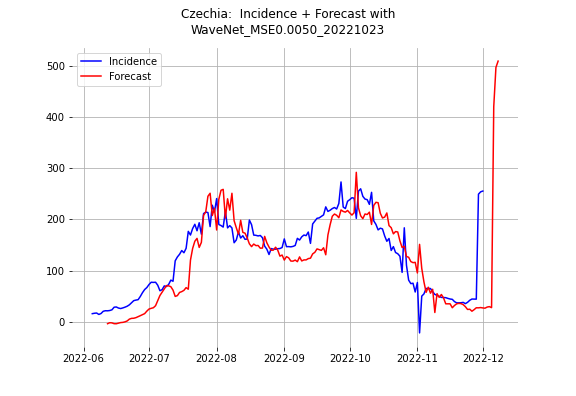 Czechia:  Incidence + Forecast with
WaveNet_MSE0.0050_20221023
Incidence
Forecast
500
400
300
200
100
0
2022-06 2022-07 2022-08 2022-09 2022-10 2022-11 2022-12